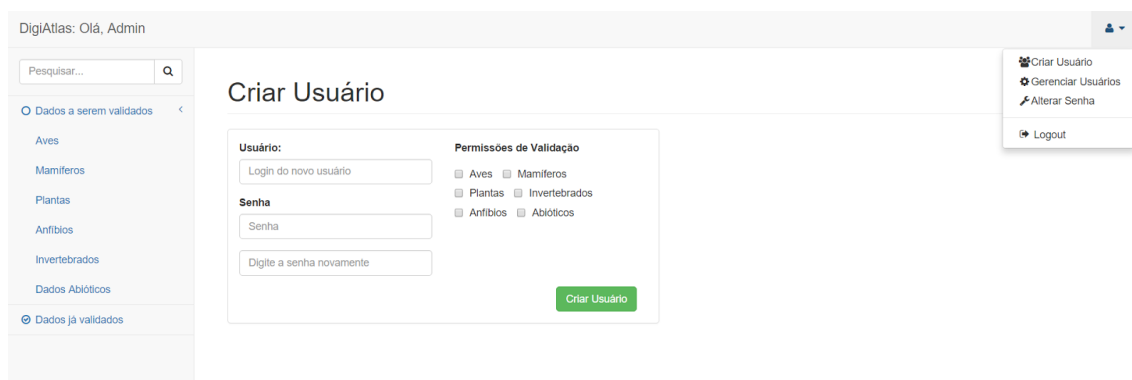 DigiAtlas: Olá, Admin
Pesquisar...
Dados a serem validados
Aves
Mamíferos
Plantas
Anfíbios
Invertebrados
Dados Abióticos
Dados já validados
Criar Usuário
Usuário:
Login do novo usuário
Senha
Senha
Digite a senha novamente
Permissões de Validação
Aves Mamíferos
Plantas Invertebrados
Anfíbios Abióticos
Criar Usuário
Criar Usuário
Gerenciar Usuários
Alterar Senha
Logout